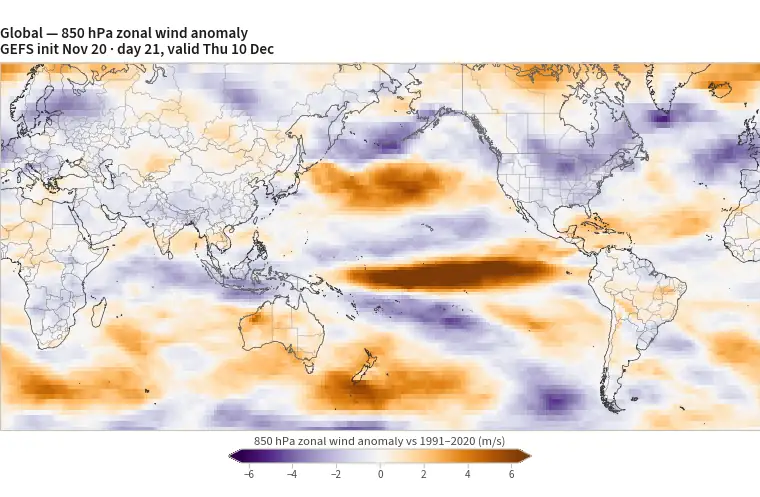 Global — 850 hPa zonal wind anomaly
GEFS init Nov 20 · day 21, valid Thu 10 Dec
850 hPa zonal wind anomaly vs 1991–2020 (m/s)
−6 −4 −2 0 2 4 6